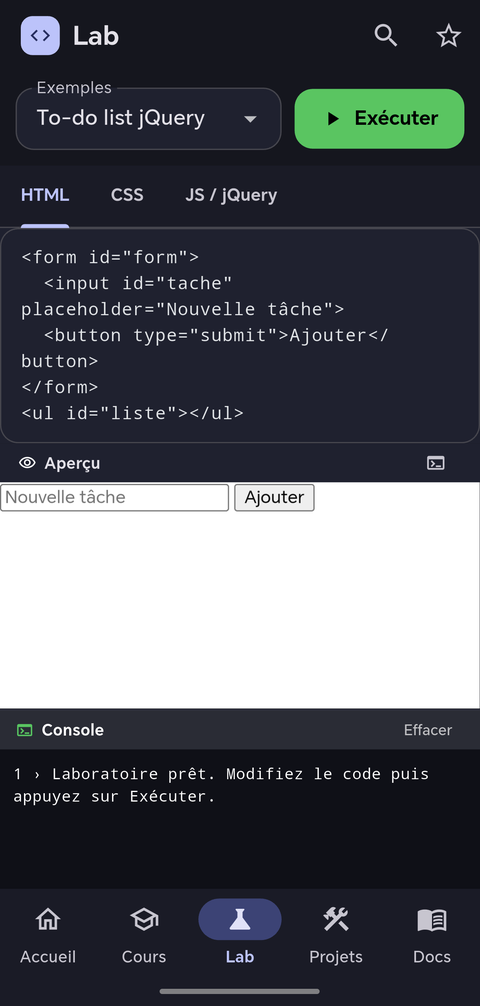 Lab
Exemples
To-do list jQuery
Exécuter
HTML CSS JS / jQuery
<form id="form">
  <input id="tache"
placeholder="Nouvelle tâche">
  <button type="submit">Ajouter</
button>
</form>
<ul id="liste"></ul>
Aperçu
Nouvelle tâche Ajouter
Console Effacer
1 › Laboratoire prêt. Modifiez le code puis
appuyez sur Exécuter.
Accueil Cours Lab Projets Docs